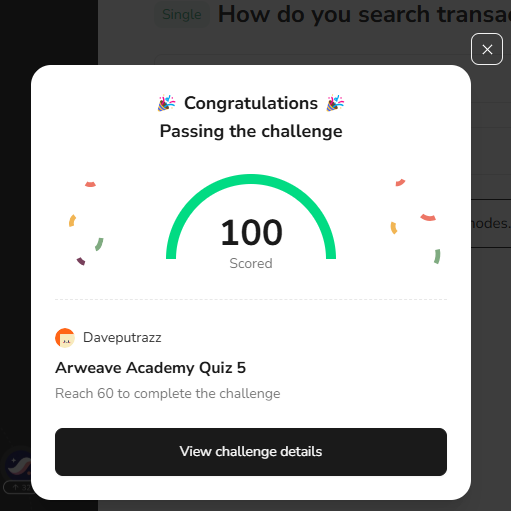 Single How do you search transac
Congratulations
Passing the challenge
100
Scored
nodes.
Daveputrazz
Arweave Academy Quiz 5
Reach 60 to complete the challenge
View challenge details